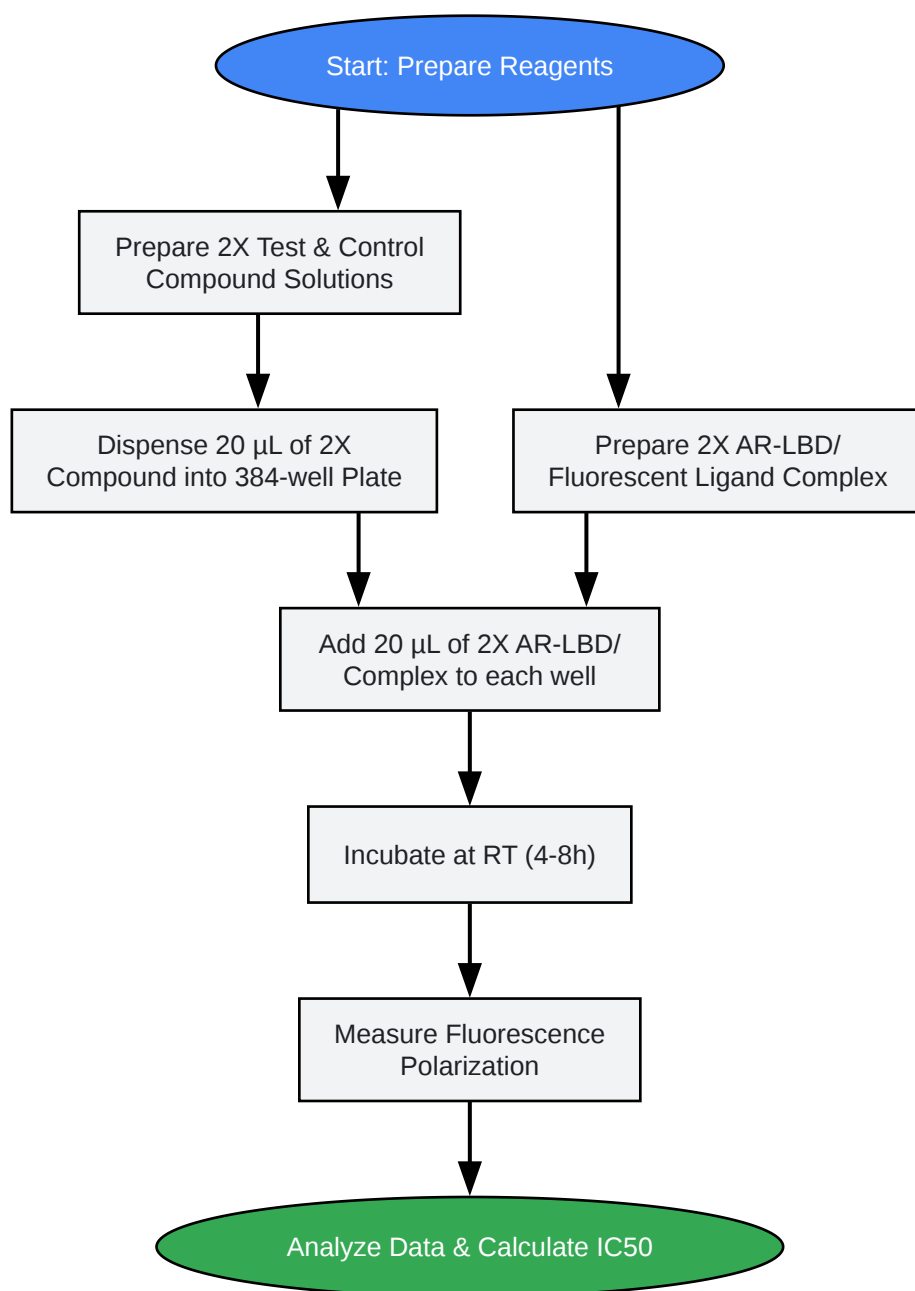 Start: Prepare Reagents
Prepare 2X Test & Control
Compound Solutions
Dispense 20 µL of 2X
Compound into 384-well Plate
Prepare 2X AR-LBD/
Fluorescent Ligand Complex
Add 20 µL of 2X AR-LBD/
Complex to each well
Incubate at RT (4-8h)
Measure Fluorescence
Polarization
Analyze Data & Calculate IC50